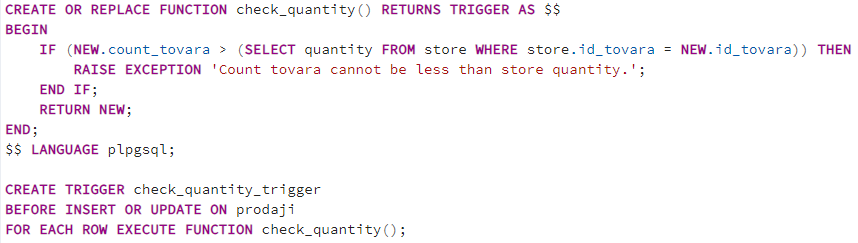 CREATE OR REPLACE FUNCTION check_quantity() RETURNS TRIGGER AS $$
BEGIN
    IF (NEW.count_tovara > (SELECT quantity FROM store WHERE store.id_tovara = NEW.id_tovara)) THEN
        RAISE EXCEPTION 'Count tovara cannot be less than store quantity.';
    END IF;
    RETURN NEW;
END;
$$ LANGUAGE plpgsql;

CREATE TRIGGER check_quantity_trigger
BEFORE INSERT OR UPDATE ON prodaji
FOR EACH ROW EXECUTE FUNCTION check_quantity();